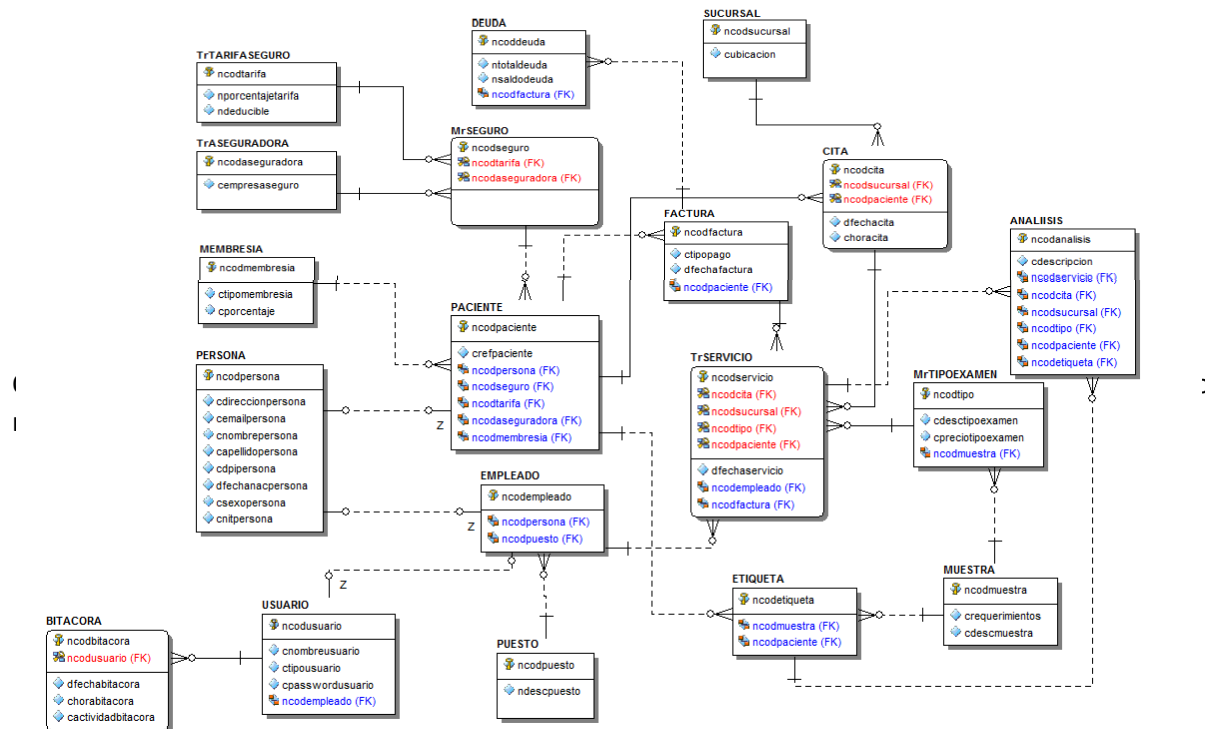 DEUDA
ncoddeuda
ntotaldeuda
nsaldodeuda
ncodfactura (FK)
SUCURSAL
ncodsucursal
cubicacion
TrTARIFASEGURO
ncodtarifa
nporcentajetarifa
ndeducible
TrASEGURADORA
ncodaseguradora
cempresaseguro
MrSEGURO
ncodseguro
ncodtarifa (FK)
ncodaseguradora (FK)
CITA
ncodcita
ncodsucursal (FK)
ncodpaciente (FK)
dfechacita
choracita
FACTURA
ncodfactura
ctipopago
dfechafactura
ncodpaciente (FK)
ANALIISIS
ncodanalisis
cdescripcion
ncodservicio (FK)
ncodcita (FK)
ncodsucursal (FK)
ncodtipo (FK)
ncodpaciente (FK)
ncodetiqueta (FK)
MEMBRESIA
ncodmembresia
ctipomembresia
cporcentaje
PACIENTE
ncodpaciente
crefpaciente
ncodpersona (FK)
ncodseguro (FK)
ncodtarifa (FK)
ncodaseguradora (FK)
ncodmembresia (FK)
PERSONA
ncodpersona
cdireccionpersona
cemailpersona
cnombrepersona
capellidopersona
cdpipersona
dfechanacpersona
csexopersona
cnitpersona
Z
TrSERVICIO
ncodservicio
ncodcita (FK)
ncodsucursal (FK)
ncodtipo (FK)
ncodpaciente (FK)
dfechaservicio
ncodempleado (FK)
ncodfactura (FK)
MrTIPOEXAMEN
ncodtipo
cdesctipoexamen
cpreciotipoexamen
ncodmuestra (FK)
EMPLEADO
ncodempleado
ncodpersona (FK)
ncodpuesto (FK)
Z
Z
MUESTRA
ncodmuestra
crequerimientos
cdescmuestra
ETIQUETA
ncodetiqueta
ncodmuestra (FK)
ncodpaciente (FK)
USUARIO
ncodusuario
cnombreusuario
ctipousuario
cpasswordusuario
ncodempleado (FK)
BITACORA
ncodbitacora
ncodusuario (FK)
dfechabitacora
chorabitacora
cactividadbitacora
PUESTO
ncodpuesto
ndescpuesto